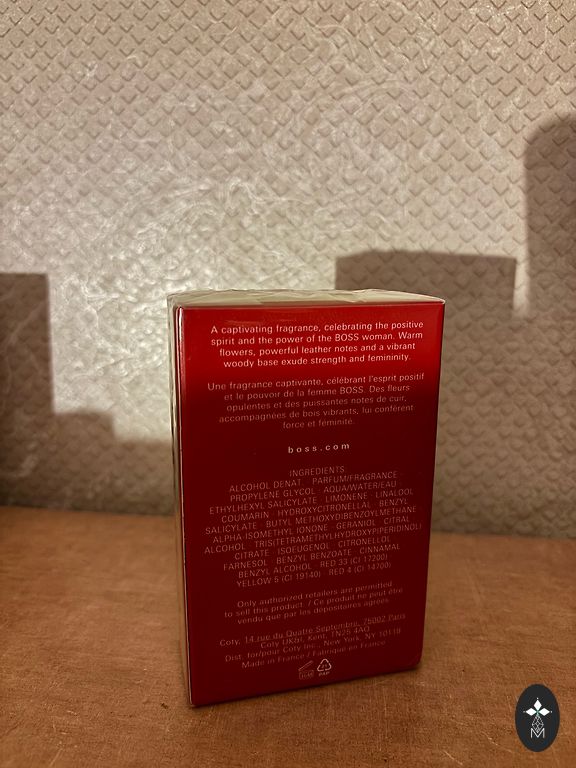 A captivating fragrance, celebrating the positive
spirit and the power of the BOSS woman. Warm
flowers, powerful leather notes and a vibrant
woody base exude strength and femininity.
Une fragrance captivante, célébrant l'esprit positif
et le pouvoir de la femme BOSS. Des fleurs
opulentes et des puissantes notes de cuir,
accompagnées de bois vibrants, lui confèrent
force et féminité.
boss.com
INGREDIENTS:
ALCOHOL DENAT. · PARFUM/FRAGRANCE ·
PROPYLENE GLYCOL · AQUA/WATER/EAU ·
ETHYLHEXYL SALICYLATE · LIMONENE · LINALOOL ·
COUMARIN · HYDROXYCITRONELLAL · BENZYL
SALICYLATE · BUTYL METHOXYDIBENZOYLMETHANE ·
ALPHA-ISOMETHYL IONONE · GERANIOL · CITRAL ·
ALCOHOL · TRIS(TETRAMETHYLHYDROXYPIPERIDINOL)
CITRATE · ISOEUGENOL · CITRONELLOL ·
FARNESOL · BENZYL BENZOATE · CINNAMAL ·
BENZYL ALCOHOL · RED 33 (CI 17200) ·
YELLOW 5 (CI 19140) · RED 4 (CI 14700)
Only authorized retailers are permitted
to sell this product / Ce produit ne peut être
vendu que par les dépositaires agréés.
Coty, 14 rue du Quatre Septembre, 75002 Paris
Coty UK&I, Kent, TN25 4AQ
Dist. for/pour Coty Inc., New York, NY 10119
Made in France / Fabriqué en France
PAP
M